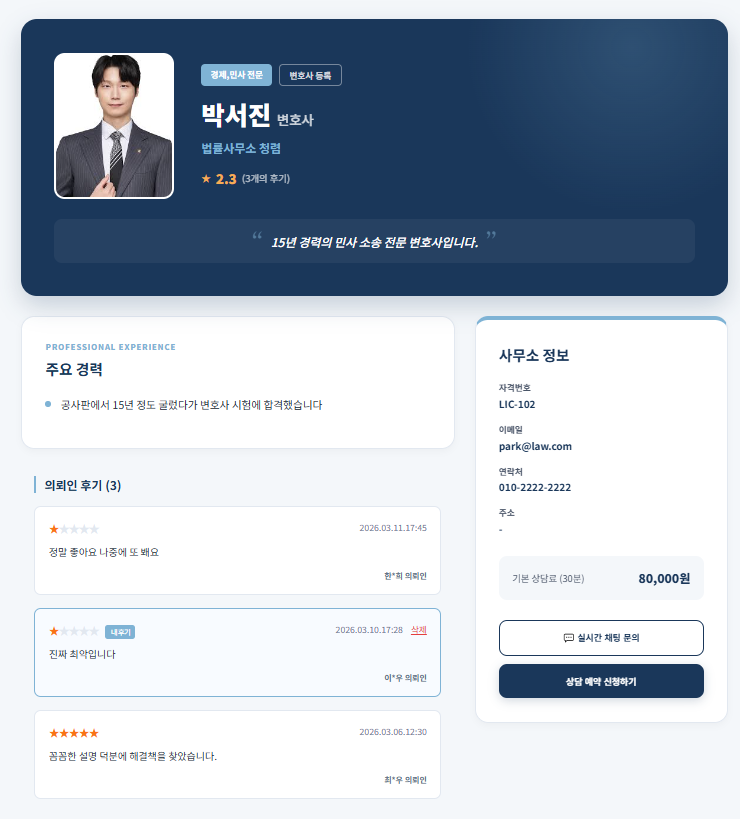 경제,민사 전문 변호사 등록
박서진 변호사
법률사무소 청렴
★ 2.3 (3개의 후기)
“ 15년 경력의 민사 소송 전문 변호사입니다. ”
PROFESSIONAL EXPERIENCE
주요 경력
공사판에서 15년 정도 굴렀다가 변호사 시험에 합격했습니다
의뢰인 후기 (3)
★★★★★ 2026.03.11.17:45
정말 좋아요 나중에 또 봬요
한*희 의뢰인
★★★★★ 내후기 2026.03.10.17:28 삭제
진짜 최악입니다
이*우 의뢰인
★★★★★ 2026.03.06.12:30
꼼꼼한 설명 덕분에 해결책을 찾았습니다.
최*우 의뢰인
사무소 정보
자격번호
LIC-102
이메일
park@law.com
연락처
010-2222-2222
주소
-
기본 상담료 (30분) 80,000원
💬 실시간 채팅 문의
상담 예약 신청하기